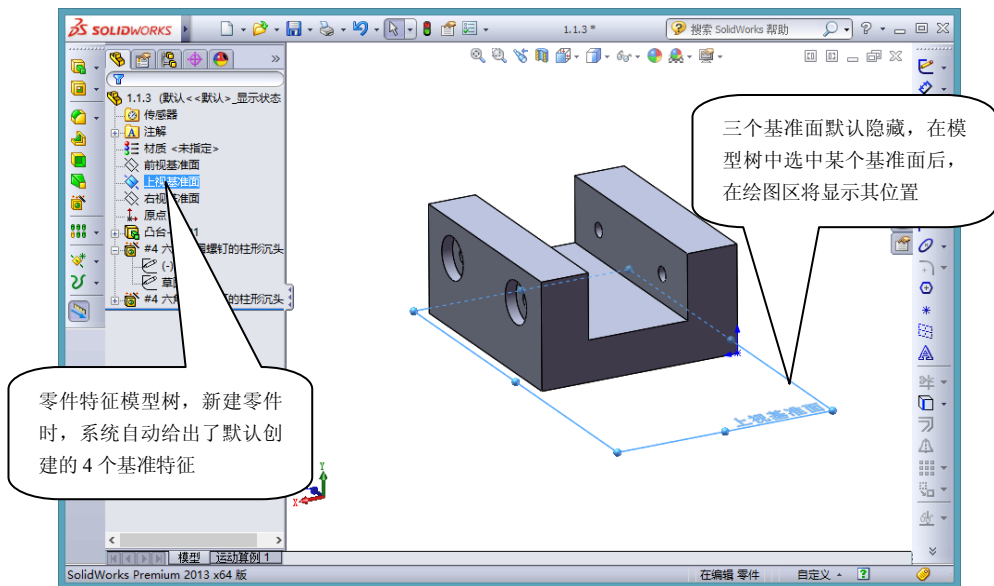 SOLIDWORKS
1.1.3 *
搜索 SolidWorks 帮助
1.1.3 (默认<<默认>_显示状态
传感器
A 注解
材质 <未指定>
前视基准面
上视基准面
右视基准面
原点
凸台
#4 六
螺钉的柱形沉头
(-)
#4 六角
的柱形沉头
三个基准面默认隐藏，在模
型树中选中某个基准面后，
在绘图区将显示其位置
零件特征模型树，新建零件
时，系统自动给出了默认创
建的 4 个基准特征
上视基准面
Y
X
模型
运动算例 1
SolidWorks Premium 2013 x64 版
在编辑 零件
自定义